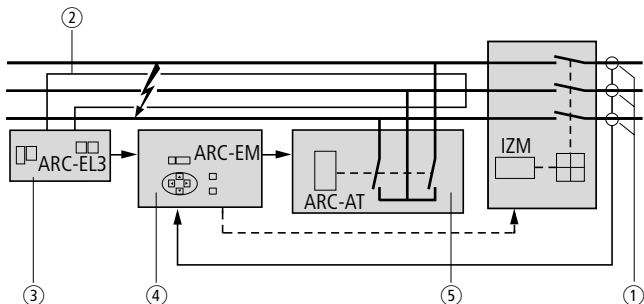 ②
ARC-EL3
ARC-EM
ARC-AT
IZM
③
④
⑤
①